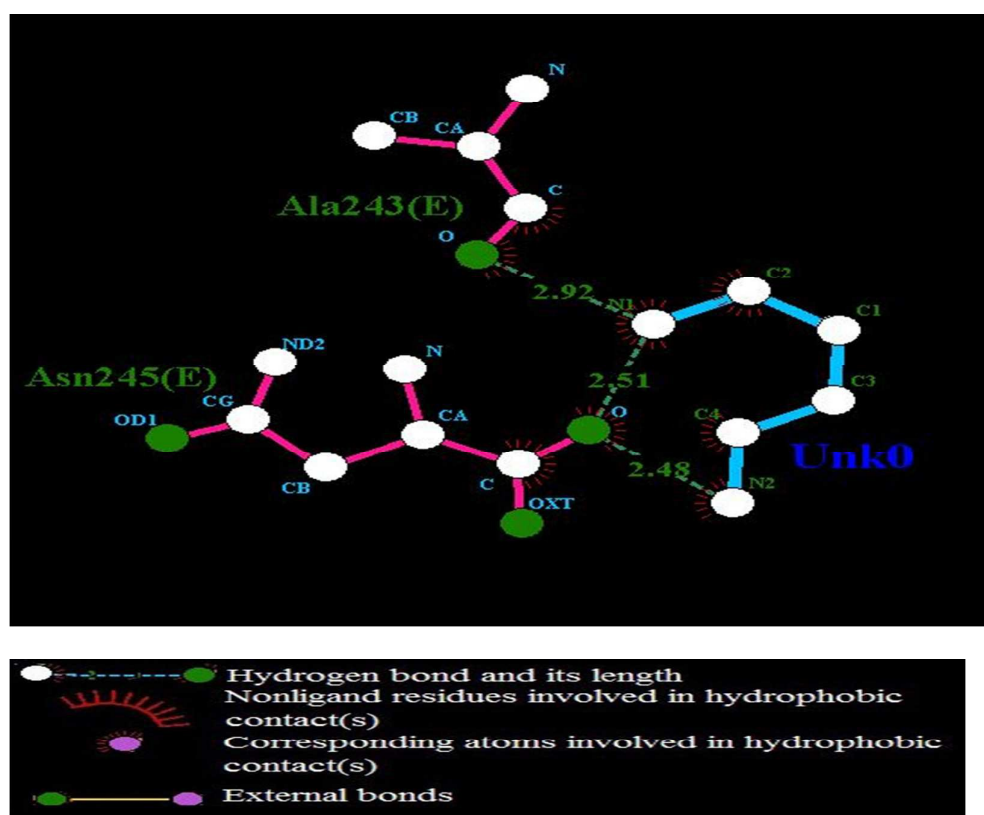 N
CB
CA
C
Ala243(E)
O
C2
2.92
N1
C1
ND2
N
Asn245(E)
2.51
C3
CG
O
C4
OD1
CA
Unk0
2.48
CB
C
N2
OXT
Hydrogen bond and its length
Nonligand residues involved in hydrophobic
contact(s)
Corresponding atoms involved in hydrophobic
contact(s)
External bonds